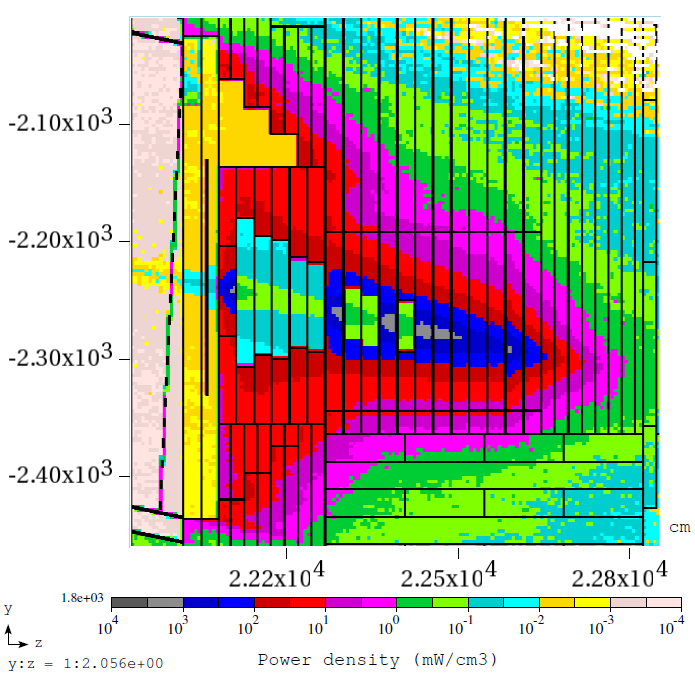 -2.10x10³
-2.20x10³
-2.30x10³
-2.40x10³
cm
2.22x10⁴ 2.25x10⁴ 2.28x10⁴
1.8e+03
10⁴ 10³ 10² 10¹ 10⁰ 10⁻¹ 10⁻² 10⁻³ 10⁻⁴
y
z
Power density (mW/cm3)
y:z = 1:2.056e+00